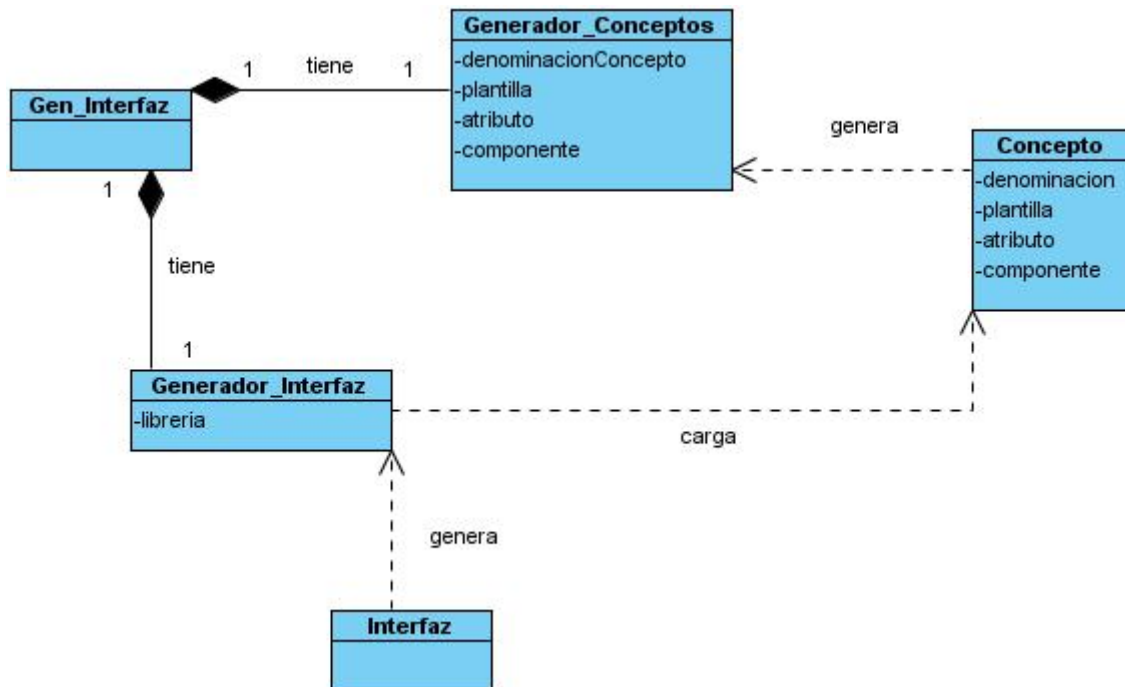 Generador_Conceptos
-denominacionConcepto
-plantilla
-atributo
-componente
1
tiene
1
Gen_Interfaz
genera
Concepto
-denominacion
-plantilla
-atributo
-componente
1
tiene
1
Generador_Interfaz
-libreria
carga
genera
Interfaz